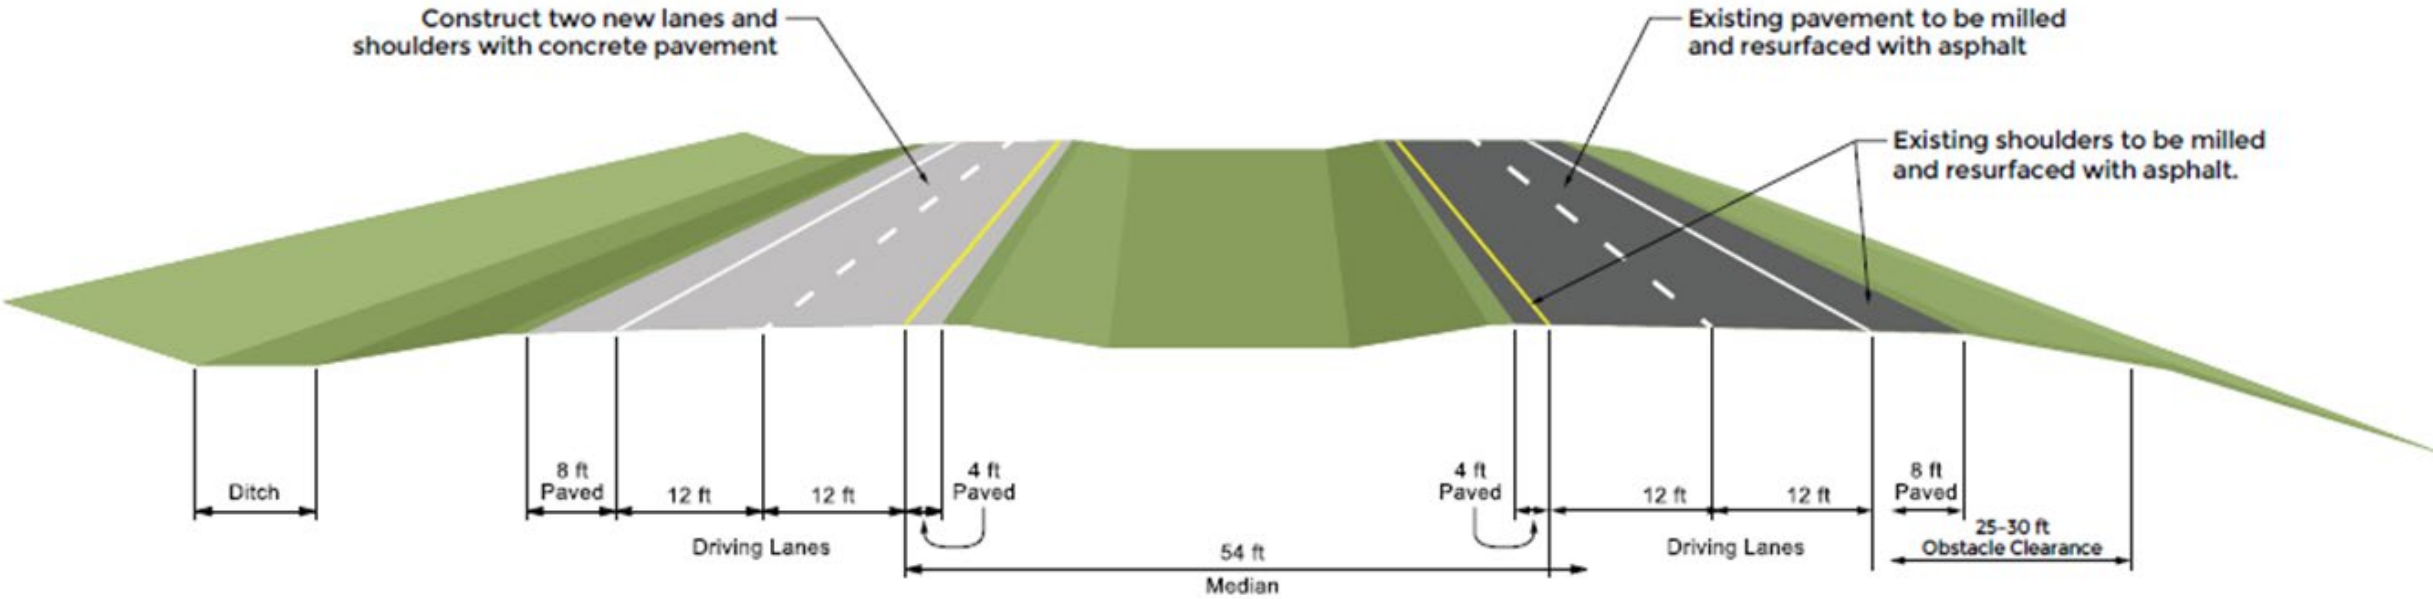 Construct two new lanes and
shoulders with concrete pavement
Existing pavement to be milled
and resurfaced with asphalt
Existing shoulders to be milled
and resurfaced with asphalt.
Ditch
8 ft
Paved
12 ft
12 ft
4 ft
Paved
Driving Lanes
54 ft
Median
4 ft
Paved
12 ft
12 ft
Driving Lanes
8 ft
Paved
25-30 ft
Obstacle Clearance